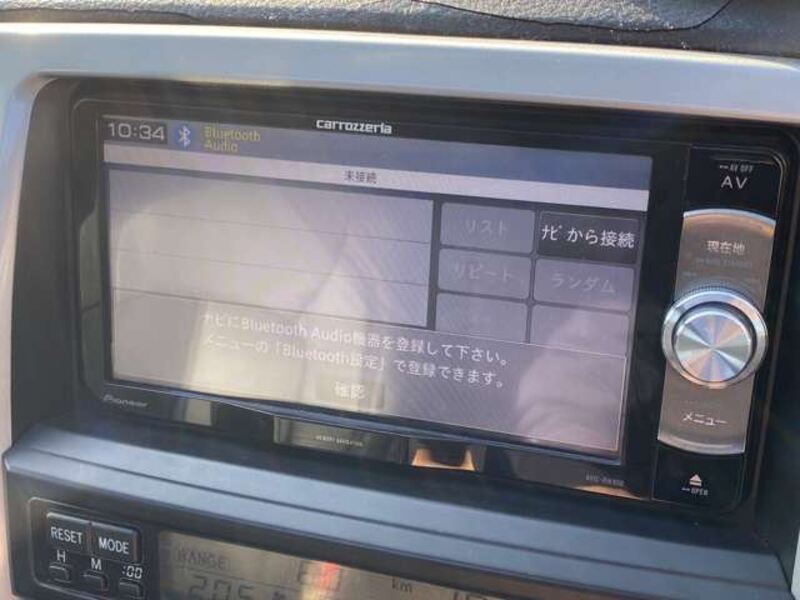 carrozzeria
10:34
Bluetooth
Audio
未接続
リスト
ﾅﾋﾞから接続
リピート
ランダム
ナビにBluetooth Audio機器を登録して下さい。
メニューの「Bluetooth設定」で登録できます。
確認
Pioneer
AV OFF
AV
現在地
メニュー
OPEN
RESET
MODE
H
M
:00
RANGE
205
km